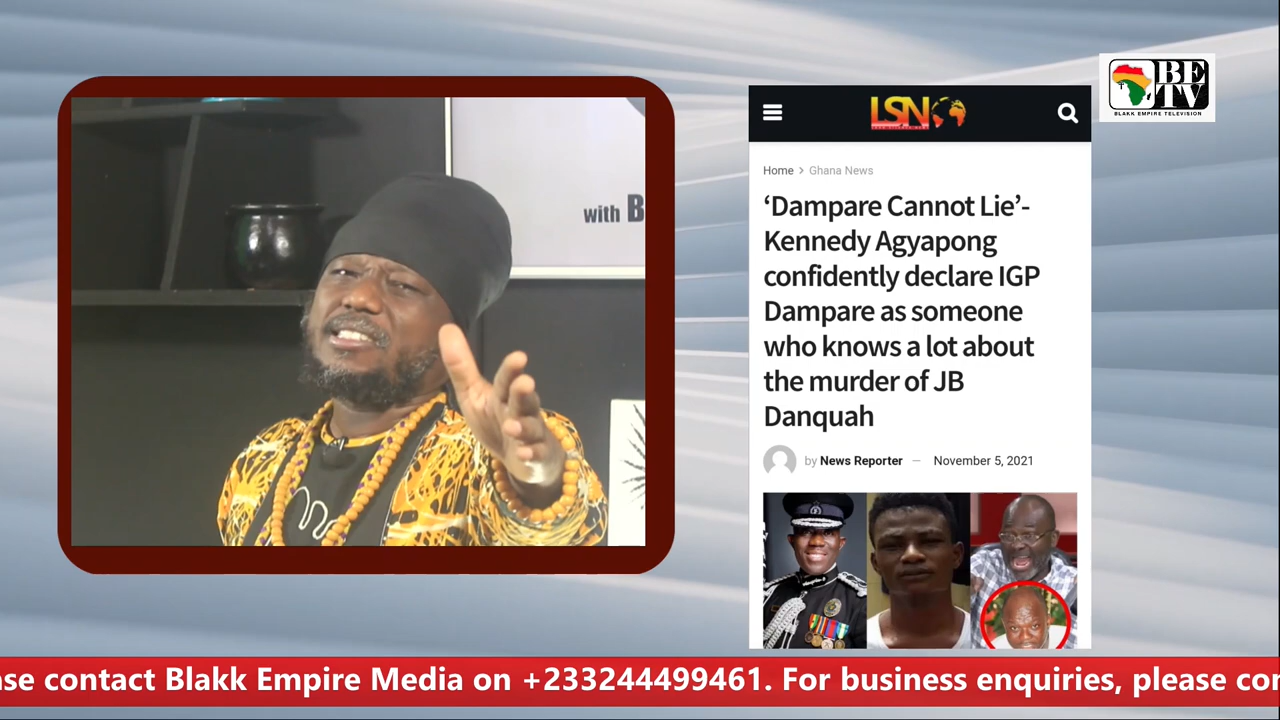 with B
BE
TV
BLAKK EMPIRE TELEVISION
LSN
Home > Ghana News
‘Dampare Cannot Lie’-
Kennedy Agyapong
confidently declare IGP
Dampare as someone
who knows a lot about
the murder of JB
Danquah
by News Reporter — November 5, 2021
ase contact Blakk Empire Media on +233244499461. For business enquiries, please con